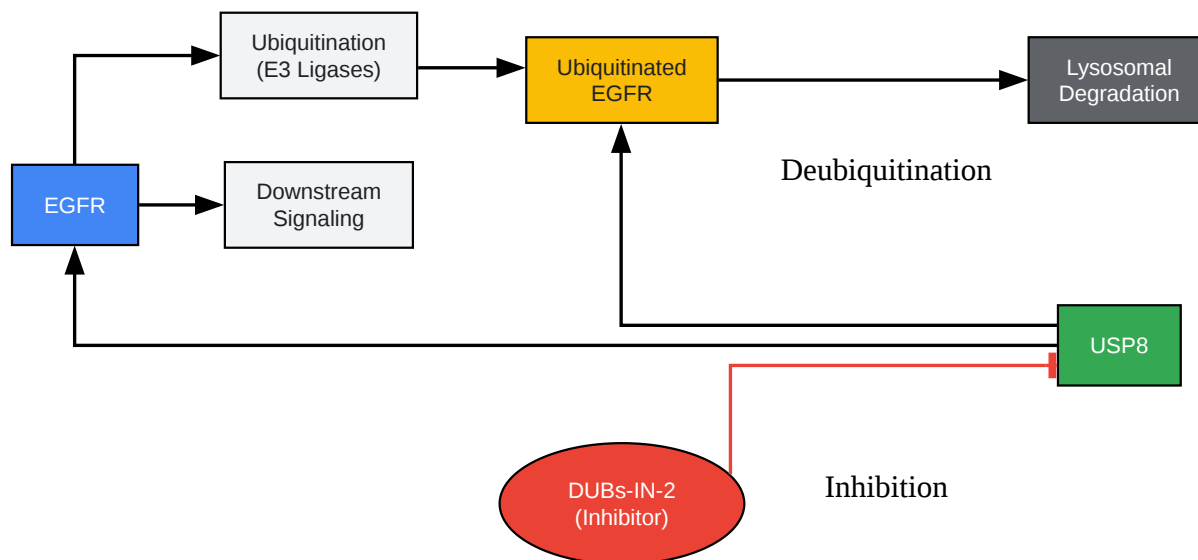 Ubiquitination
(E3 Ligases)
Ubiquitinated
EGFR
Lysosomal
Degradation
Deubiquitination
EGFR
Downstream
Signaling
USP8
DUBs-IN-2
(Inhibitor)
Inhibition